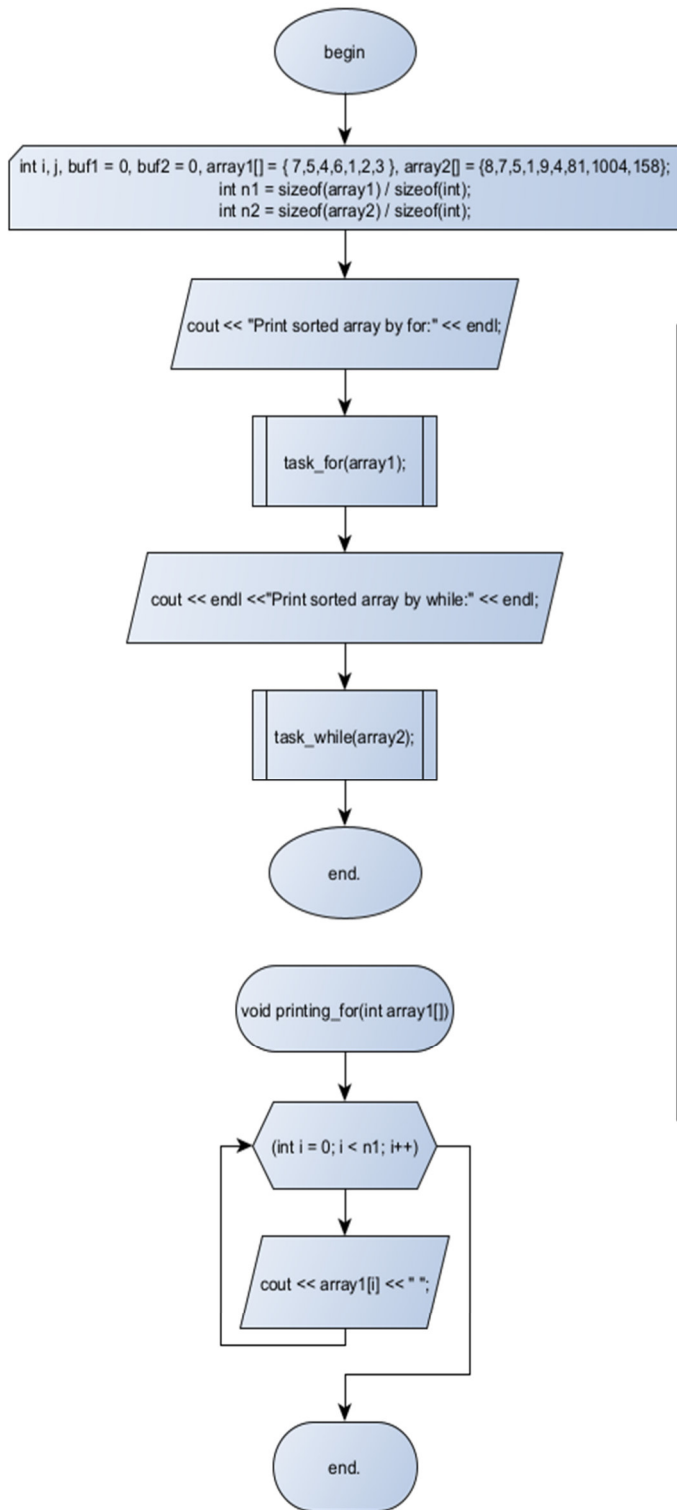 begin
int i, j, buf1 = 0, buf2 = 0, array1[] = { 7,5,4,6,1,2,3 }, array2[] = {8,7,5,1,9,4,81,1004,158};
int n1 = sizeof(array1) / sizeof(int);
int n2 = sizeof(array2) / sizeof(int);
cout << "Print sorted array by for:" << endl;
task_for(array1);
cout << endl <<"Print sorted array by while:" << endl;
task_while(array2);
end.
void printing_for(int array1[])
(int i = 0; i < n1; i++)
cout << array1[i] << " ";
end.